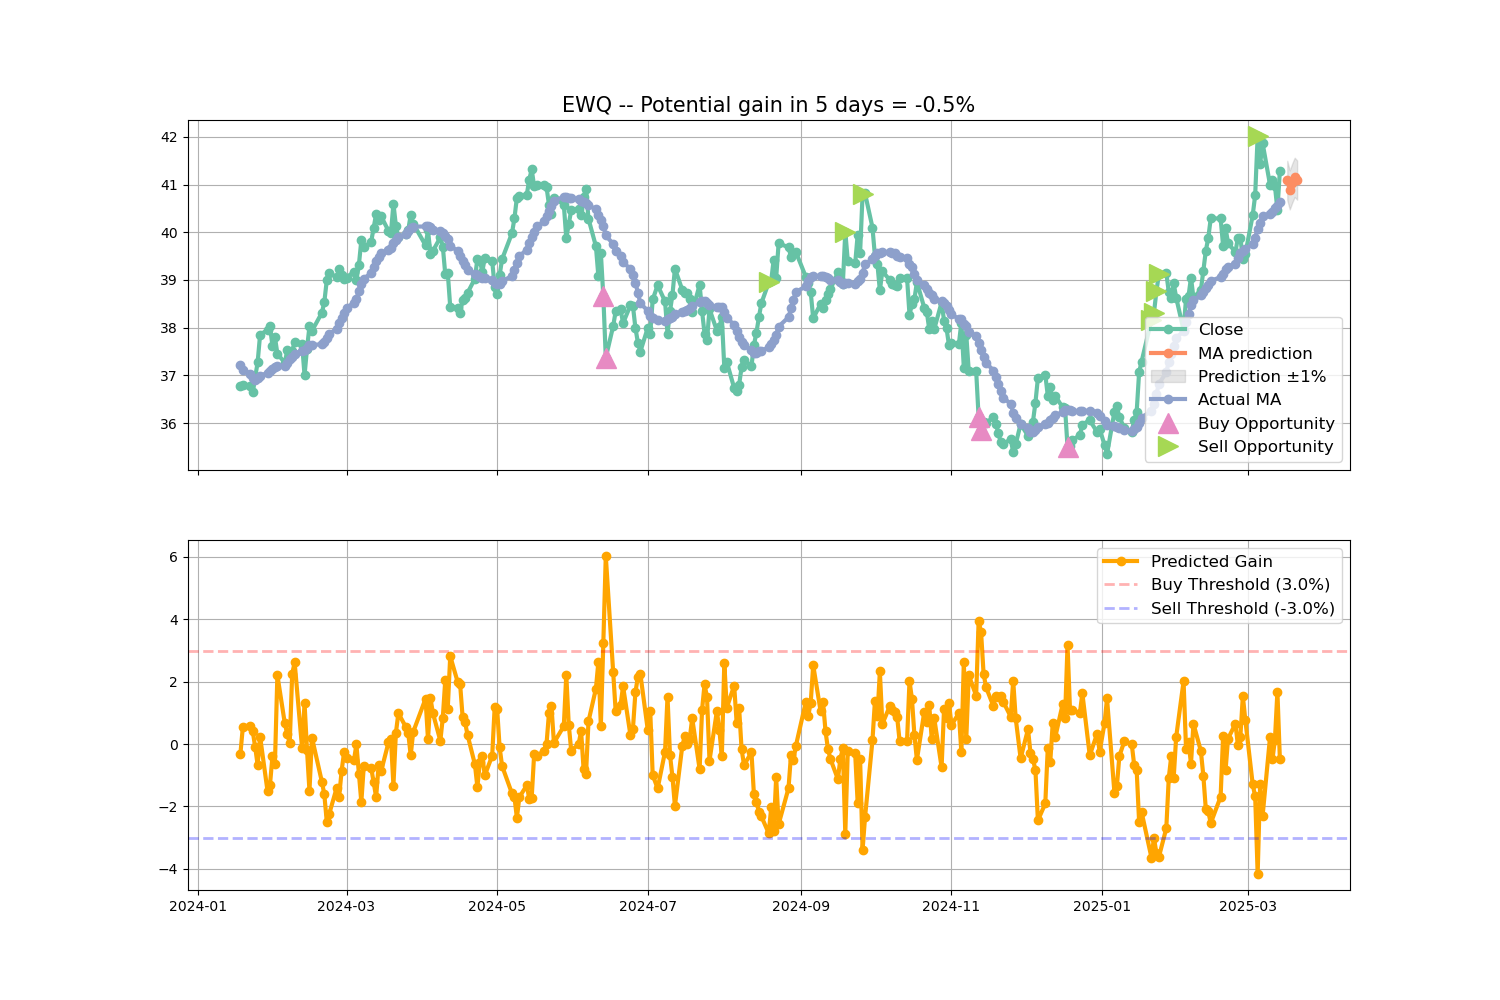 EWQ -- Potential gain in 5 days = -0.5%
42
41
40
39
38
37
36
Close
MA prediction
Prediction ±1%
Actual MA
Buy Opportunity
Sell Opportunity
6
4
2
0
−2
−4
Predicted Gain
Buy Threshold (3.0%)
Sell Threshold (-3.0%)
2024-01
2024-03
2024-05
2024-07
2024-09
2024-11
2025-01
2025-03